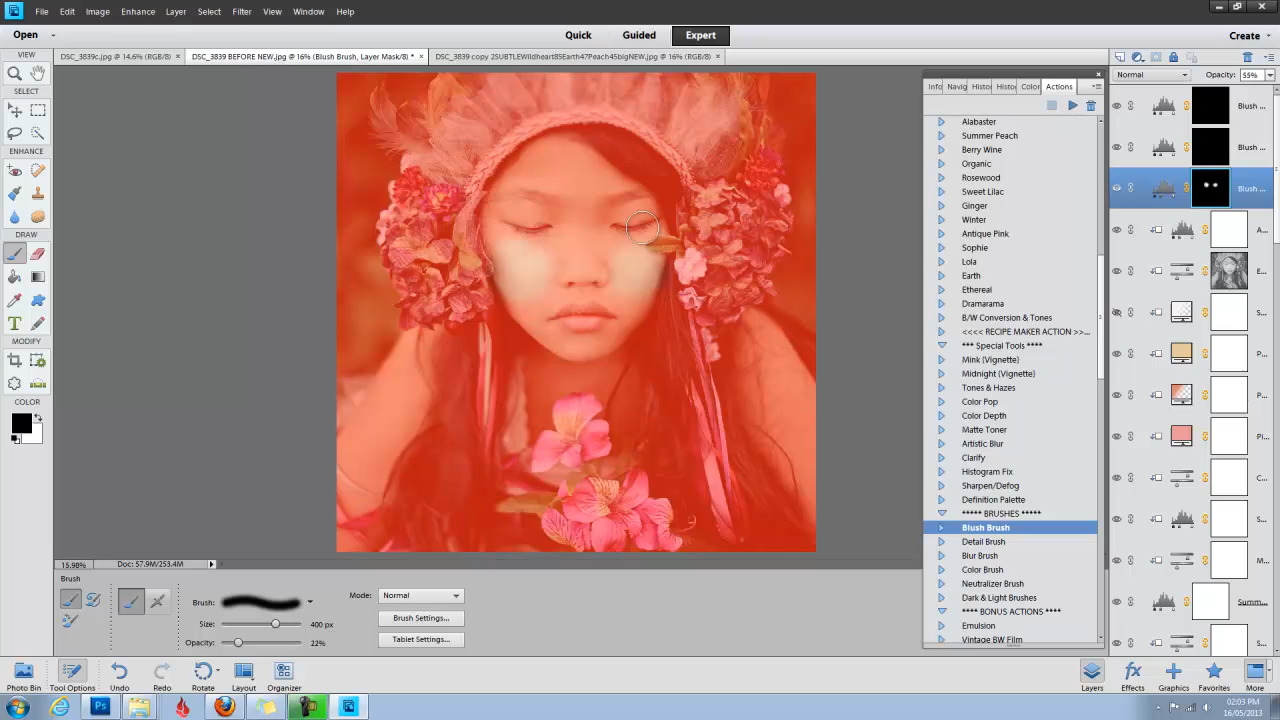 File Edit Image Enhance Layer Select Filter View Window Help
Open Quick Guided Expert Create
VIEW
DSC_3839c.jpg @ 14.6% (RGB/8) × DSC_3839 BEFORE NEW.jpg @ 16% (Blush Brush, Layer Mask/8) * × DSC_3839 copy 2SUBTLEWildheart85Earth47Peach45bigNEW.jpg @ 16% (RGB/8) ×
SELECT
ENHANCE
DRAW
MODIFY
COLOR
Info Navig Histo Histo Color Actions
Alabaster
Summer Peach
Berry Wine
Organic
Rosewood
Sweet Lilac
Ginger
Winter
Antique Pink
Sophie
Lola
Earth
Ethereal
Dramarama
B/W Conversion & Tones
<<<< RECIPE MAKER ACTION >>...
*** Special Tools ****
Mink (Vignette)
Midnight (Vignette)
Tones & Hazes
Color Pop
Color Depth
Matte Toner
Artistic Blur
Clarify
Histogram Fix
Sharpen/Defog
Definition Palette
***** BRUSHES *****
Blush Brush
Detail Brush
Blur Brush
Color Brush
Neutralizer Brush
Dark & Light Brushes
**** BONUS ACTIONS ****
Emulsion
Vintage BW Film
Normal Opacity: 55%
Blush ...
Blush ...
Blush ...
A...
E...
S...
P...
P...
Pi...
C...
S...
M...
Summ...
S...
15.98% Doc: 57.9M/253.4M
Brush
Brush:
Size: 400 px
Opacity: 22%
Mode: Normal
Brush Settings...
Tablet Settings...
Photo Bin Tool Options Undo Redo Rotate Layout Organizer Layers Effects Graphics Favorites More
Ps
02:03 PM
16/05/2013